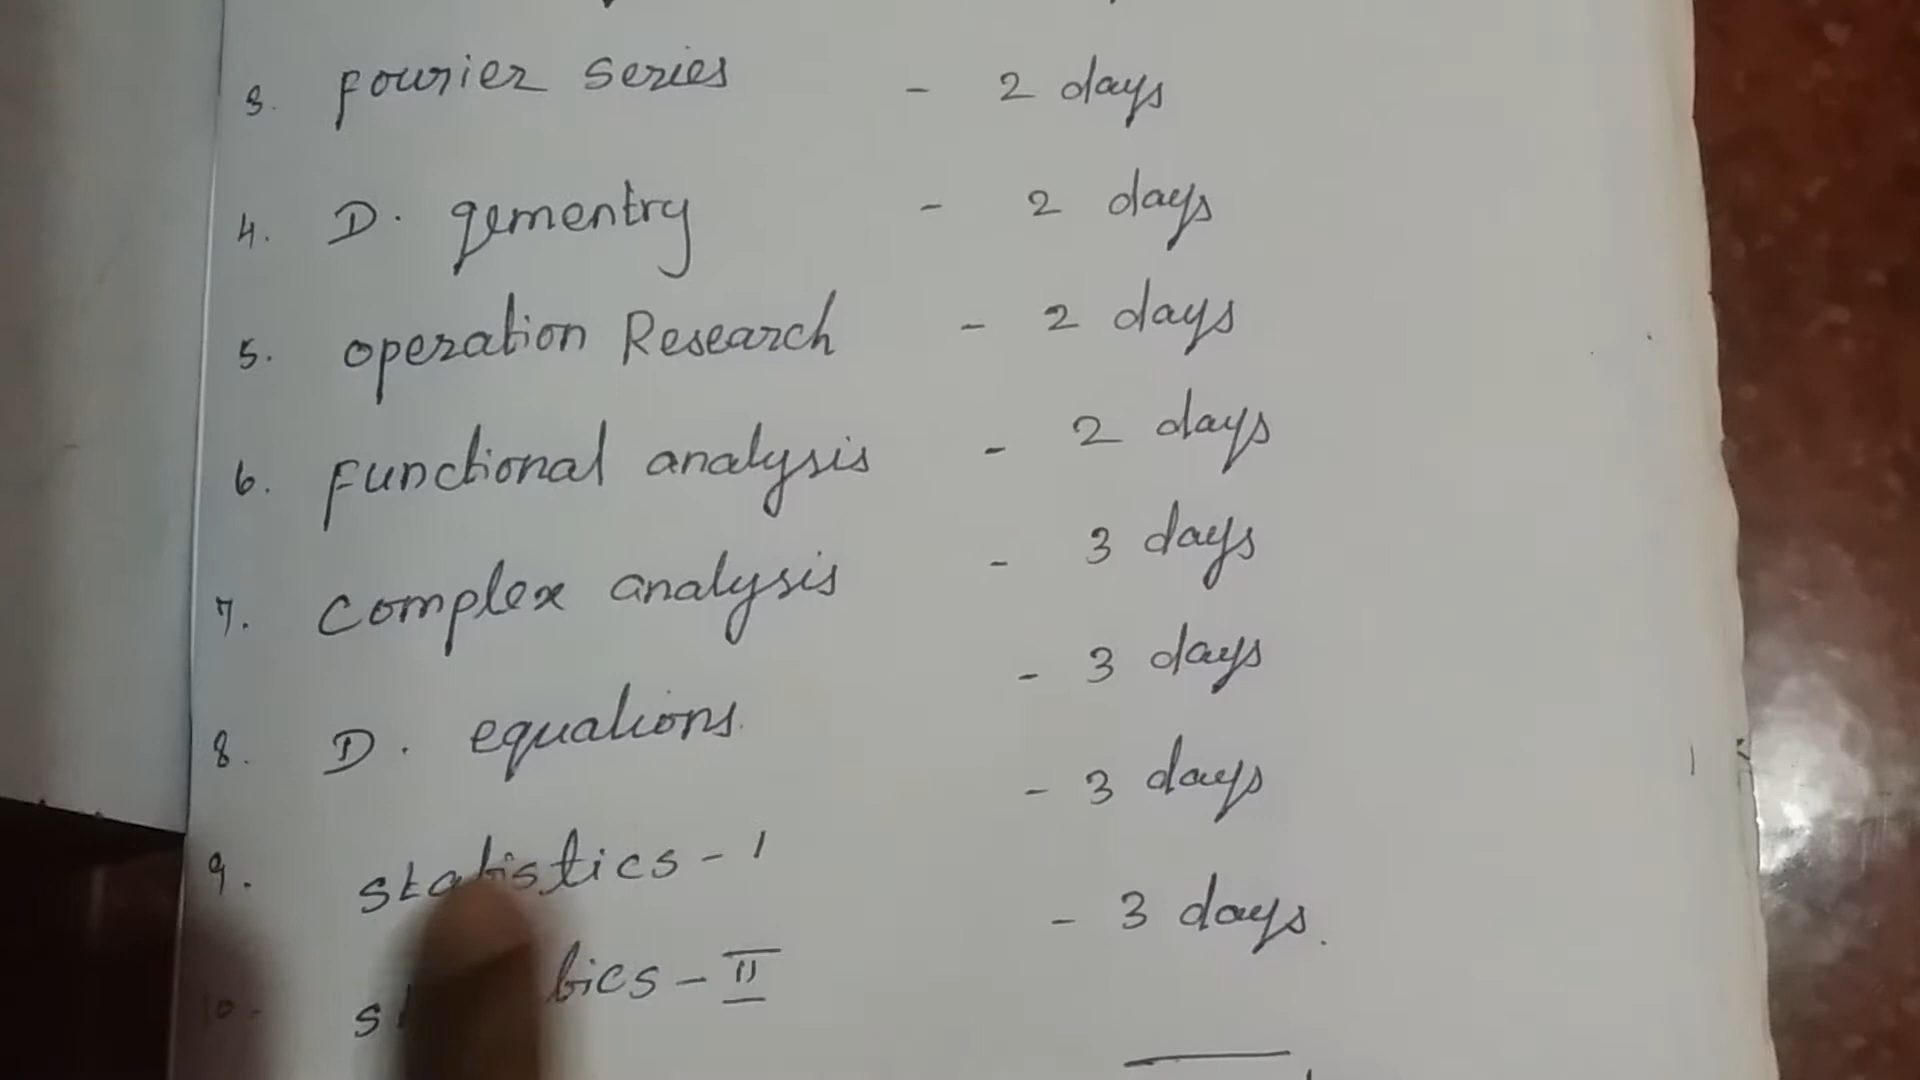 3. Fourier series - 2 days
4. D. gementry - 2 days
5. operation Research - 2 days
6. Functional analysis - 2 days
7. Complex analysis - 3 days
8. D. equations. - 3 days
9. statistics - 1 - 3 days
10. tics - II - 3 days.